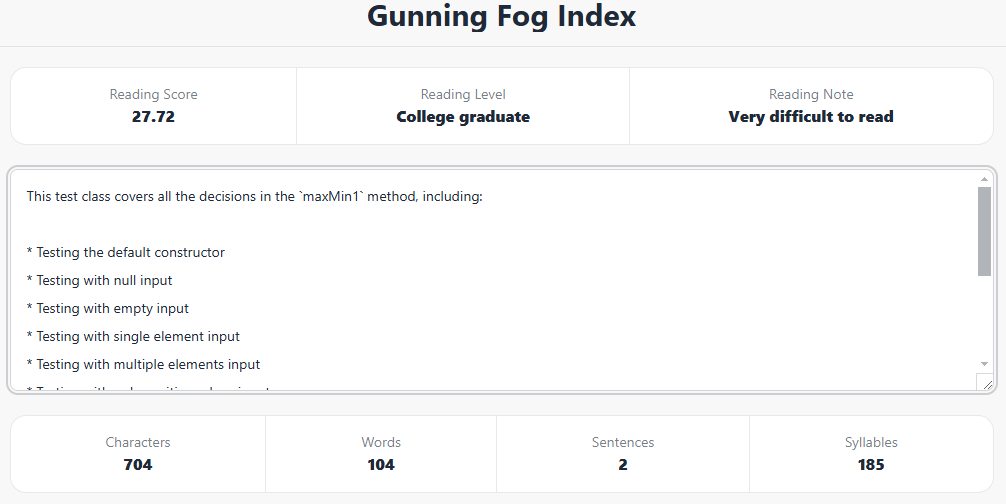 Gunning Fog Index
Reading Score
27.72
Reading Level
College graduate
Reading Note
Very difficult to read
This test class covers all the decisions in the `maxMin1` method, including:
* Testing the default constructor
* Testing with null input
* Testing with empty input
* Testing with single element input
* Testing with multiple elements input
Characters
704
Words
104
Sentences
2
Syllables
185